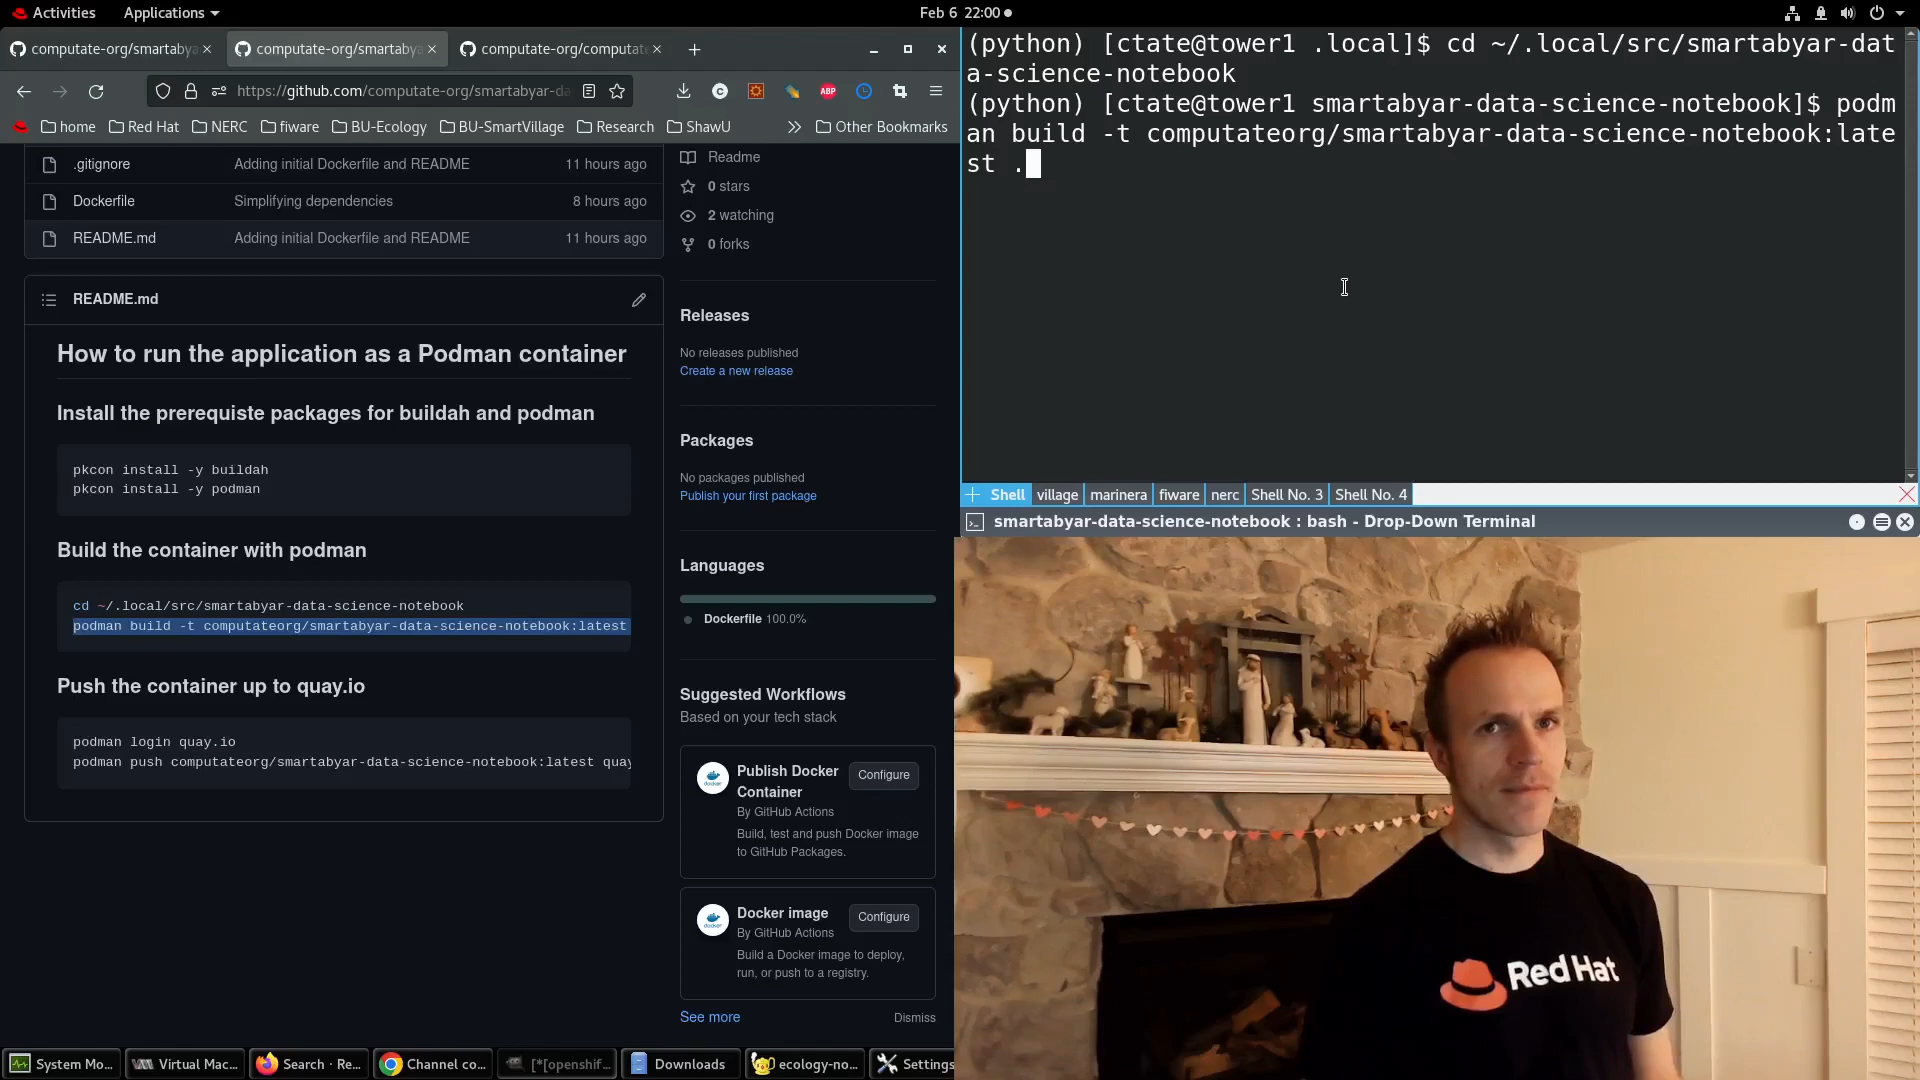 Activities
Applications
Feb 6 22:00
computate-org/smartabya
computate-org/smartabya
computate-org/computate
https://github.com/computate-org/smartabyar-da
home
Red Hat
NERC
fiware
BU-Ecology
BU-SmartVillage
Research
ShawU
Other Bookmarks
.gitignore
Adding initial Dockerfile and README
11 hours ago
Dockerfile
Simplifying dependencies
8 hours ago
README.md
Adding initial Dockerfile and README
11 hours ago
README.md
How to run the application as a Podman container
Install the prerequiste packages for buildah and podman
pkcon install -y buildah
pkcon install -y podman
Build the container with podman
cd ~/.local/src/smartabyar-data-science-notebook
podman build -t computateorg/smartabyar-data-science-notebook:latest
Push the container up to quay.io
podman login quay.io
podman push computateorg/smartabyar-data-science-notebook:latest quay
Readme
0 stars
2 watching
0 forks
Releases
No releases published
Create a new release
Packages
No packages published
Publish your first package
Languages
Dockerfile 100.0%
Suggested Workflows
Based on your tech stack
Publish Docker
Container
Configure
By GitHub Actions
Build, test and push Docker image
to GitHub Packages.
Docker image
Configure
By GitHub Actions
Build a Docker image to deploy,
run, or push to a registry.
See more
Dismiss
(python) [ctate@tower1 .local]$ cd ~/.local/src/smartabyar-dat
a-science-notebook
(python) [ctate@tower1 smartabyar-data-science-notebook]$ podm
an build -t computateorg/smartabyar-data-science-notebook:late
st .
Shell
village
marinera
fiware
nerc
Shell No. 3
Shell No. 4
smartabyar-data-science-notebook : bash - Drop-Down Terminal
Red Hat
System Mo...
Virtual Mac...
Search · Re...
Channel co...
[*[openshif...
Downloads
ecology-no...
Settings